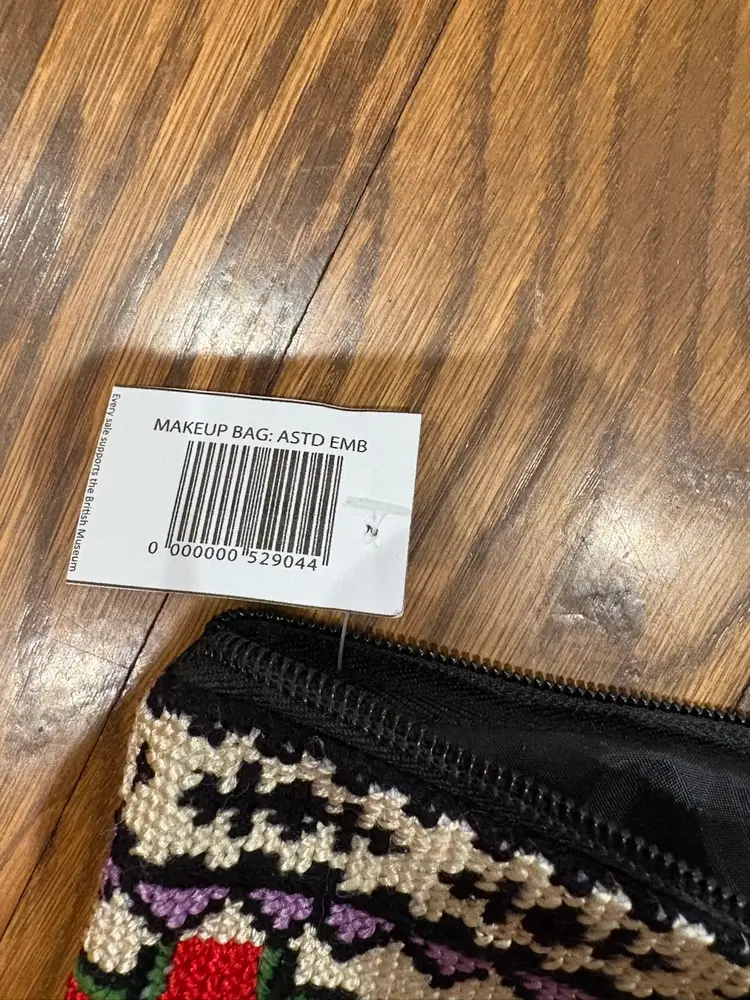 MAKEUP BAG: ASTD EMB
0 000000 529044
Every sale supports the British Museum